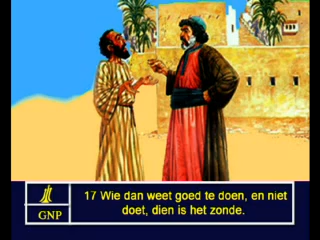 17 Wie dan weet goed te doen, en niet
doet, dien is het zonde.
GNP